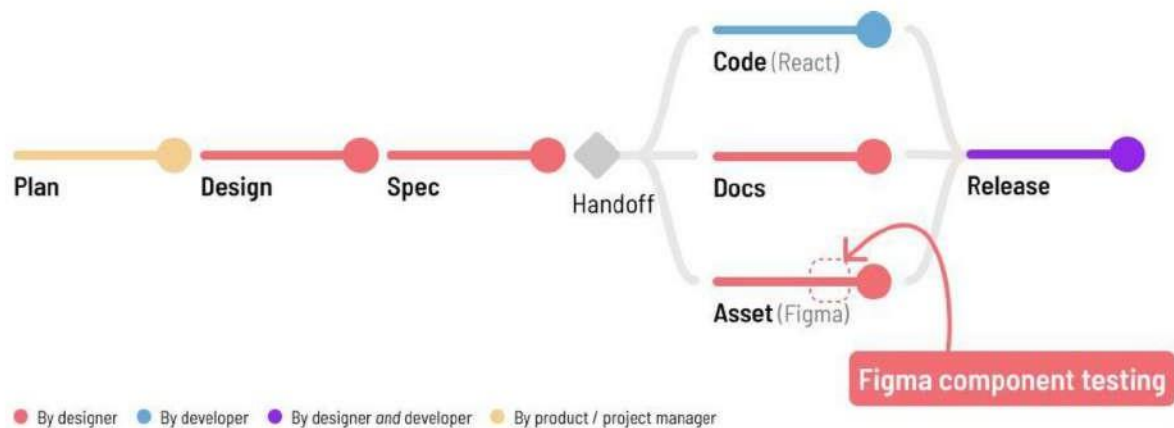 Code (React)
Plan
Design
Spec
Handoff
Docs
Release
Asset (Figma)
Figma component testing
By designer
By developer
By designer and developer
By product / project manager